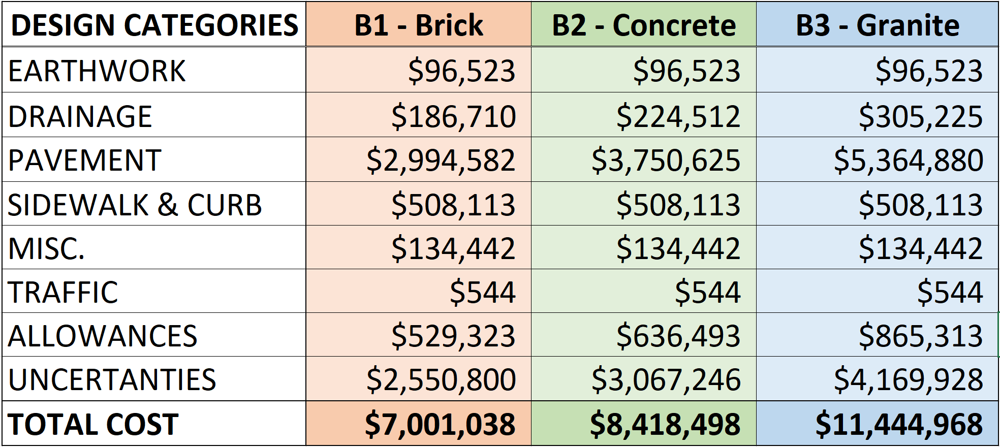 DESIGN CATEGORIES B1 - Brick B2 - Concrete B3 - Granite
EARTHWORK $96,523 $96,523 $96,523
DRAINAGE $186,710 $224,512 $305,225
PAVEMENT $2,994,582 $3,750,625 $5,364,880
SIDEWALK & CURB $508,113 $508,113 $508,113
MISC. $134,442 $134,442 $134,442
TRAFFIC $544 $544 $544
ALLOWANCES $529,323 $636,493 $865,313
UNCERTANTIES $2,550,800 $3,067,246 $4,169,928
TOTAL COST $7,001,038 $8,418,498 $11,444,968